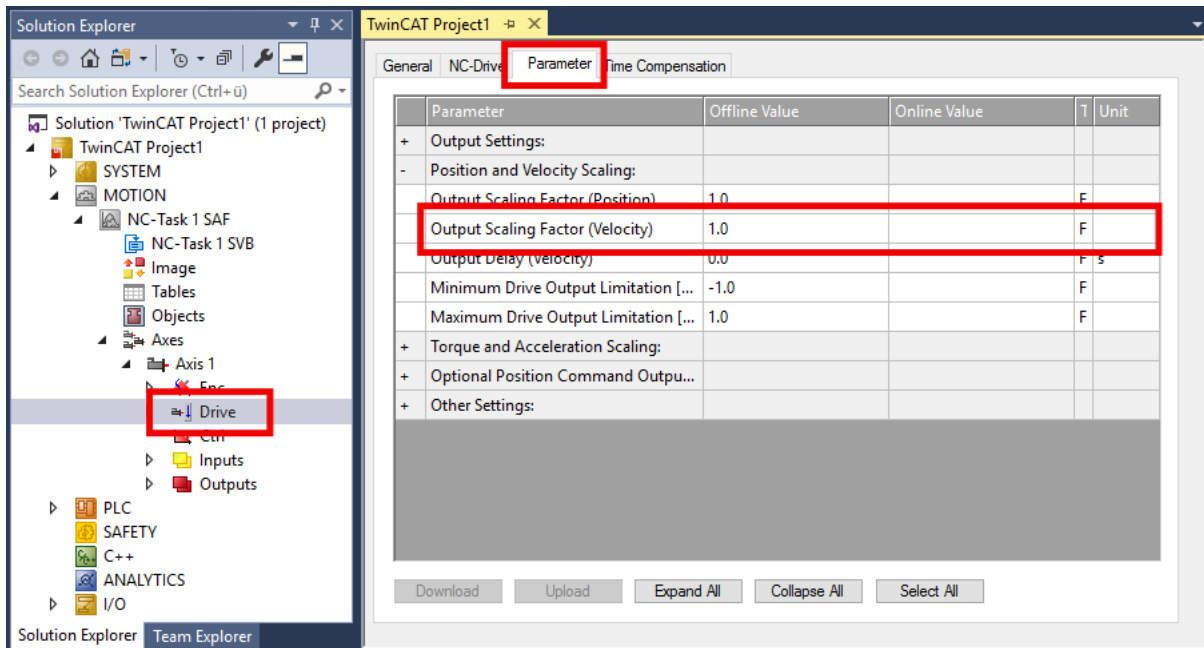 Solution Explorer
Search Solution Explorer (Ctrl+ü)
Solution 'TwinCAT Project1' (1 project)
TwinCAT Project1
SYSTEM
MOTION
NC-Task 1 SAF
NC-Task 1 SVB
Image
Tables
Objects
Axes
Axis 1
Enc
Drive
Ctrl
Inputs
Outputs
PLC
SAFETY
C++
ANALYTICS
I/O
Solution Explorer Team Explorer
TwinCAT Project1
General NC-Drive Parameter Time Compensation
Parameter Offline Value Online Value T Unit
+ Output Settings:
- Position and Velocity Scaling:
Output Scaling Factor (Position) 1.0 F
Output Scaling Factor (Velocity) 1.0 F
Output Delay (Velocity) 0.0 F s
Minimum Drive Output Limitation [... -1.0 F
Maximum Drive Output Limitation [... 1.0 F
+ Torque and Acceleration Scaling:
+ Optional Position Command Outpu...
+ Other Settings:
Download Upload Expand All Collapse All Select All